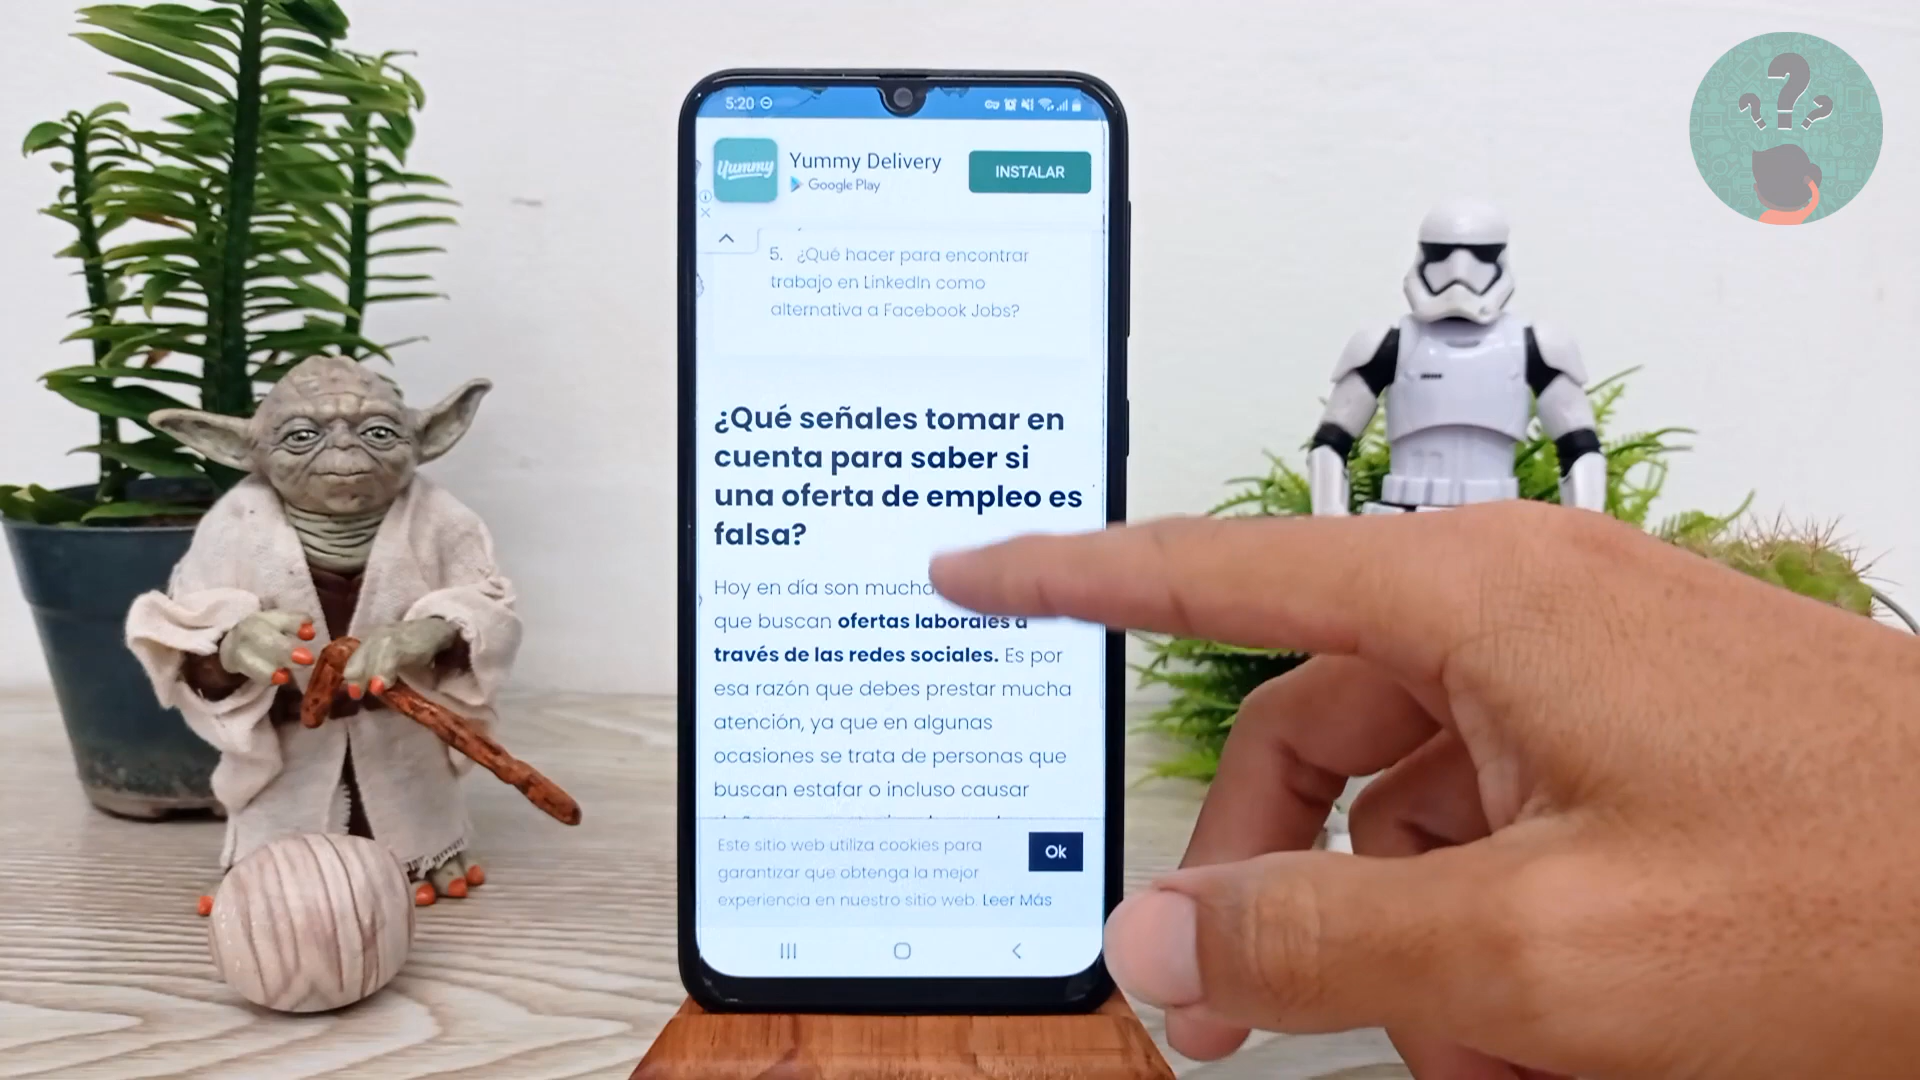 5:20
Yummy
Yummy Delivery
Google Play
INSTALAR
5. ¿Qué hacer para encontrar
trabajo en LinkedIn como
alternativa a Facebook Jobs?
¿Qué señales tomar en
cuenta para saber si
una oferta de empleo es
falsa?
Hoy en día son mucha
que buscan ofertas laborales a
través de las redes sociales. Es por
esa razón que debes prestar mucha
atención, ya que en algunas
ocasiones se trata de personas que
buscan estafar o incluso causar
Este sitio web utiliza cookies para
garantizar que obtenga la mejor
experiencia en nuestro sitio web. Leer Más
Ok